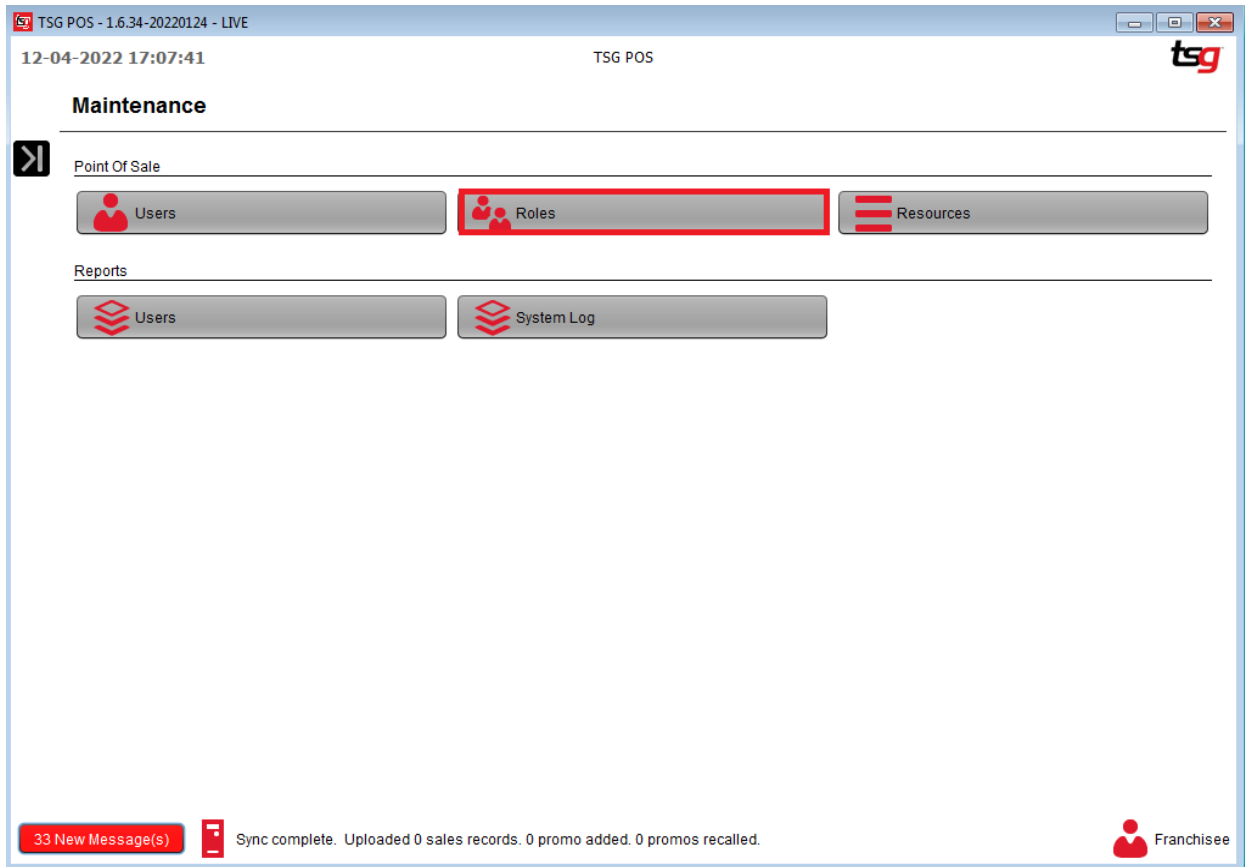 TSG POS - 1.6.34-20220124 - LIVE
12-04-2022 17:07:41 TSG POS tsg
Maintenance
Point Of Sale
Users Roles Resources
Reports
Users System Log
33 New Message(s) Sync complete. Uploaded 0 sales records. 0 promo added. 0 promos recalled. Franchisee